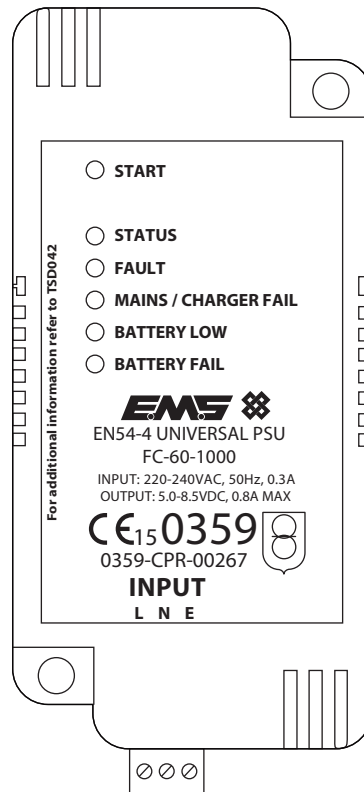 START
STATUS
FAULT
MAINS / CHARGER FAIL
BATTERY LOW
BATTERY FAIL
For additional information refer to TSD042
EMS
EN54-4 UNIVERSAL PSU
FC-60-1000
INPUT: 220-240VAC, 50Hz, 0.3A
OUTPUT: 5.0-8.5VDC, 0.8A MAX
CE15 0359
0359-CPR-00267
INPUT
L N E